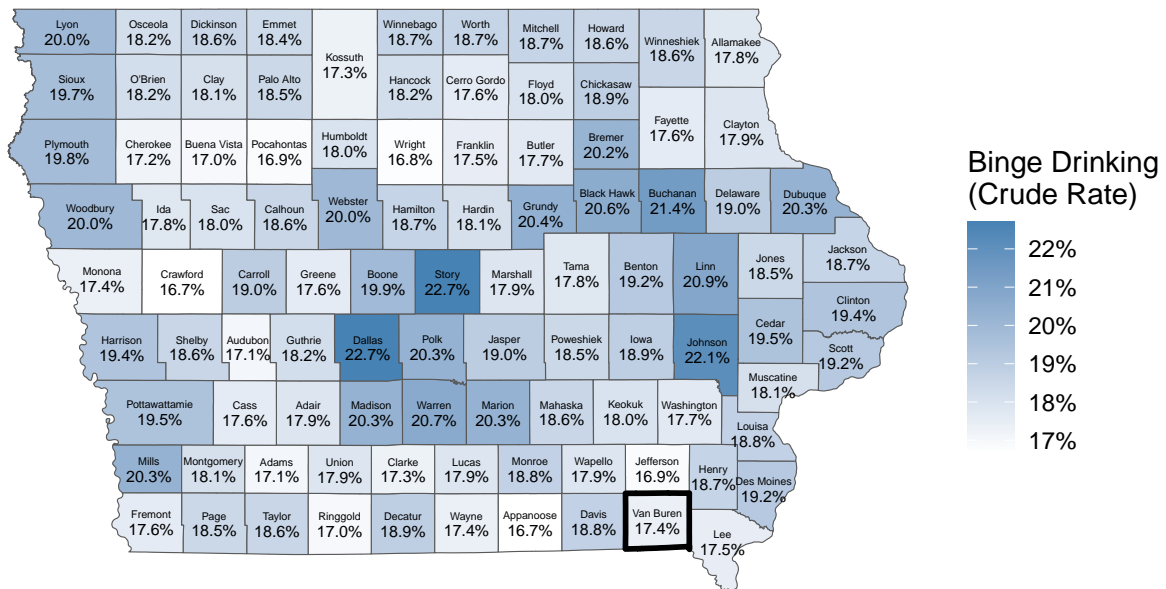 Lyon
20.0%
Osceola
18.2%
Dickinson
18.6%
Emmet
18.4%
Kossuth
17.3%
Winnebago
18.7%
Worth
18.7%
Mitchell
18.7%
Howard
18.6%
Winneshiek
18.6%
Allamakee
17.8%
Sioux
19.7%
O'Brien
18.2%
Clay
18.1%
Palo Alto
18.5%
Hancock
18.2%
Cerro Gordo
17.6%
Floyd
18.0%
Chickasaw
18.9%
Fayette
17.6%
Clayton
17.9%
Plymouth
19.8%
Cherokee
17.2%
Buena Vista
17.0%
Pocahontas
16.9%
Humboldt
18.0%
Wright
16.8%
Franklin
17.5%
Butler
17.7%
Bremer
20.2%
Woodbury
20.0%
Ida
17.8%
Sac
18.0%
Calhoun
18.6%
Webster
20.0%
Hamilton
18.7%
Hardin
18.1%
Grundy
20.4%
Black Hawk
20.6%
Buchanan
21.4%
Delaware
19.0%
Dubuque
20.3%
Monona
17.4%
Crawford
16.7%
Carroll
19.0%
Greene
17.6%
Boone
19.9%
Story
22.7%
Marshall
17.9%
Tama
17.8%
Benton
19.2%
Linn
20.9%
Jones
18.5%
Jackson
18.7%
Clinton
19.4%
Harrison
19.4%
Shelby
18.6%
Audubon
17.1%
Guthrie
18.2%
Dallas
22.7%
Polk
20.3%
Jasper
19.0%
Poweshiek
18.5%
Iowa
18.9%
Johnson
22.1%
Cedar
19.5%
Scott
19.2%
Muscatine
18.1%
Pottawattamie
19.5%
Cass
17.6%
Adair
17.9%
Madison
20.3%
Warren
20.7%
Marion
20.3%
Mahaska
18.6%
Keokuk
18.0%
Washington
17.7%
Louisa
18.8%
Mills
20.3%
Montgomery
18.1%
Adams
17.1%
Union
17.9%
Clarke
17.3%
Lucas
17.9%
Monroe
18.8%
Wapello
17.9%
Jefferson
16.9%
Henry
18.7%
Des Moines
19.2%
Fremont
17.6%
Page
18.5%
Taylor
18.6%
Ringgold
17.0%
Decatur
18.9%
Wayne
17.4%
Appanoose
16.7%
Davis
18.8%
Van Buren
17.4%
Lee
17.5%
Binge Drinking
(Crude Rate)
22%
21%
20%
19%
18%
17%